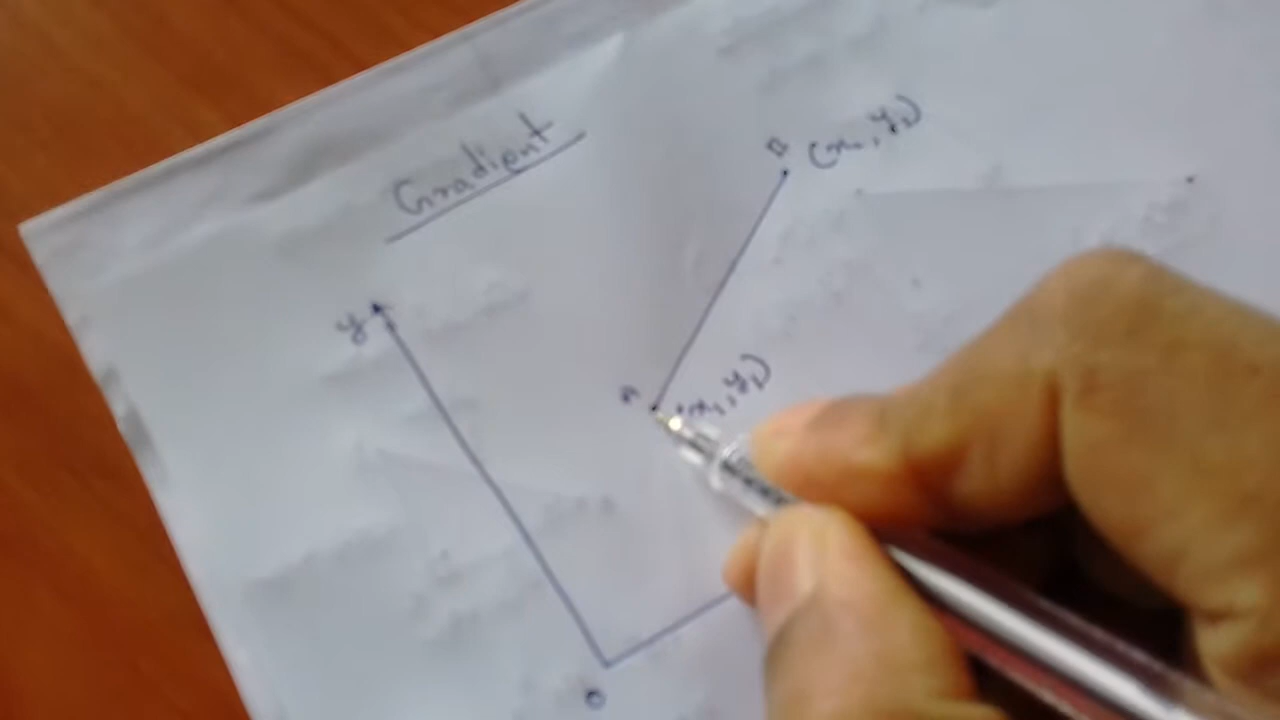 Gradient
B (x₂, y₂)
y
A (x₁, y₁)
O